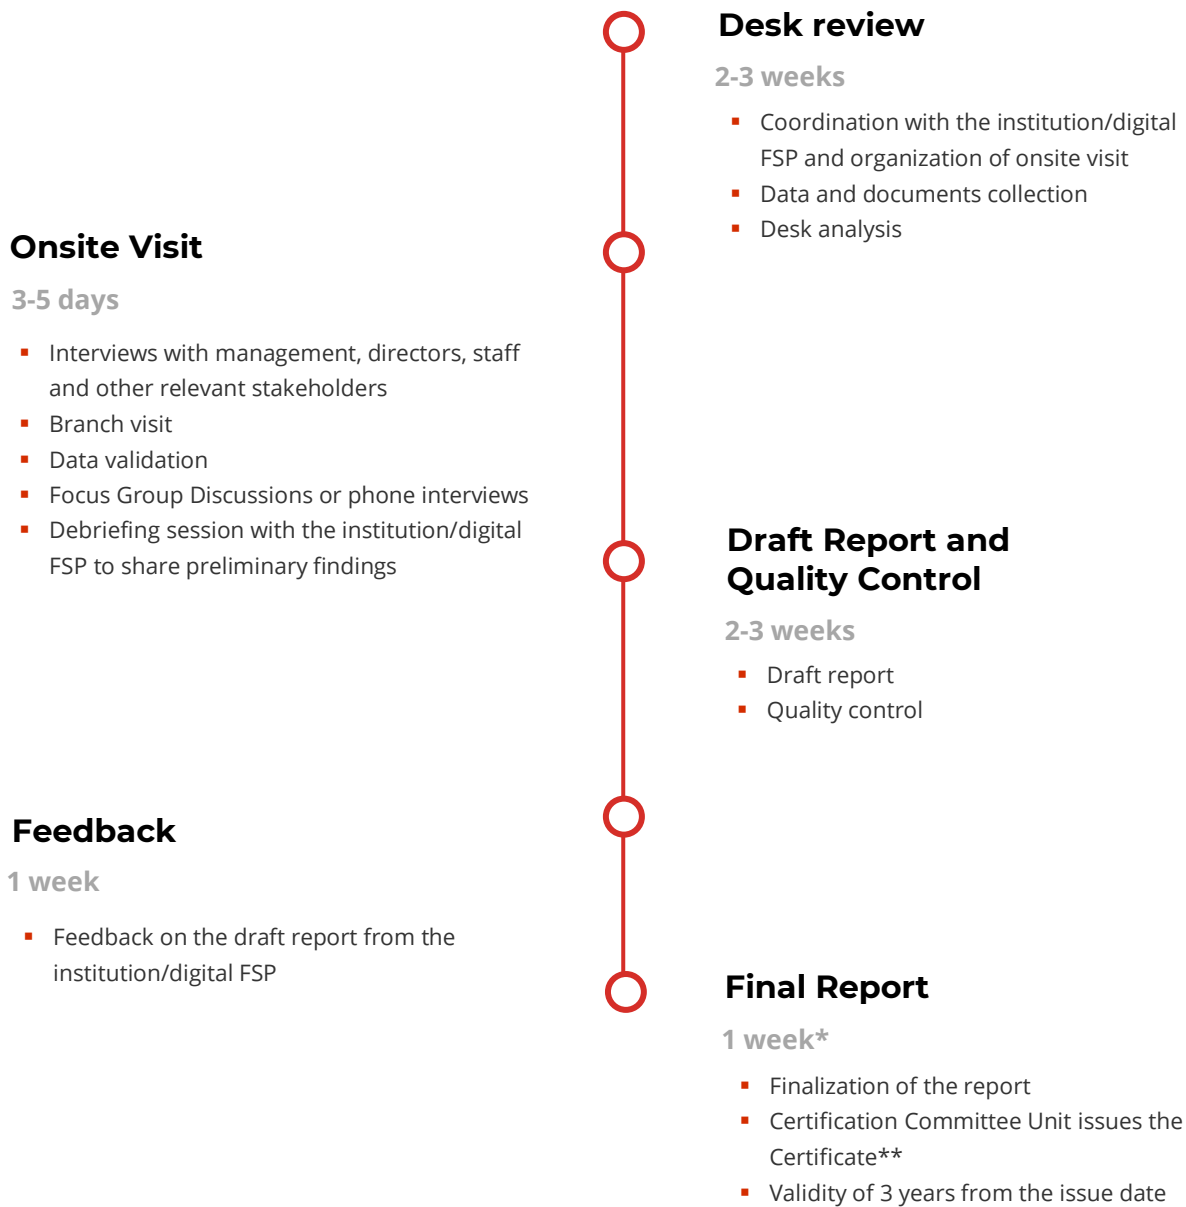 Desk review
2-3 weeks
▪ Coordination with the institution/digital
FSP and organization of onsite visit
▪ Data and documents collection
▪ Desk analysis
Onsite Visit
3-5 days
▪ Interviews with management, directors, staff
and other relevant stakeholders
▪ Branch visit
▪ Data validation
▪ Focus Group Discussions or phone interviews
▪ Debriefing session with the institution/digital
FSP to share preliminary findings
Draft Report and
Quality Control
2-3 weeks
▪ Draft report
▪ Quality control
Feedback
1 week
▪ Feedback on the draft report from the
institution/digital FSP
Final Report
1 week*
▪ Finalization of the report
▪ Certification Committee Unit issues the
Certificate**
▪ Validity of 3 years from the issue date